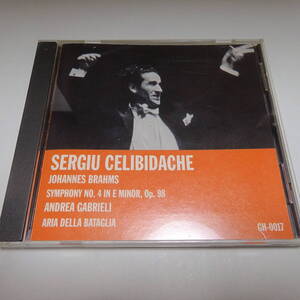 SERGIU CELIBIDACHE
JOHANNES BRAHMS
SYMPHONY NO. 4 IN E MINOR, Op. 98
ANDREA GABRIELI
ARIA DELLA BATAGLIA
GH-0017